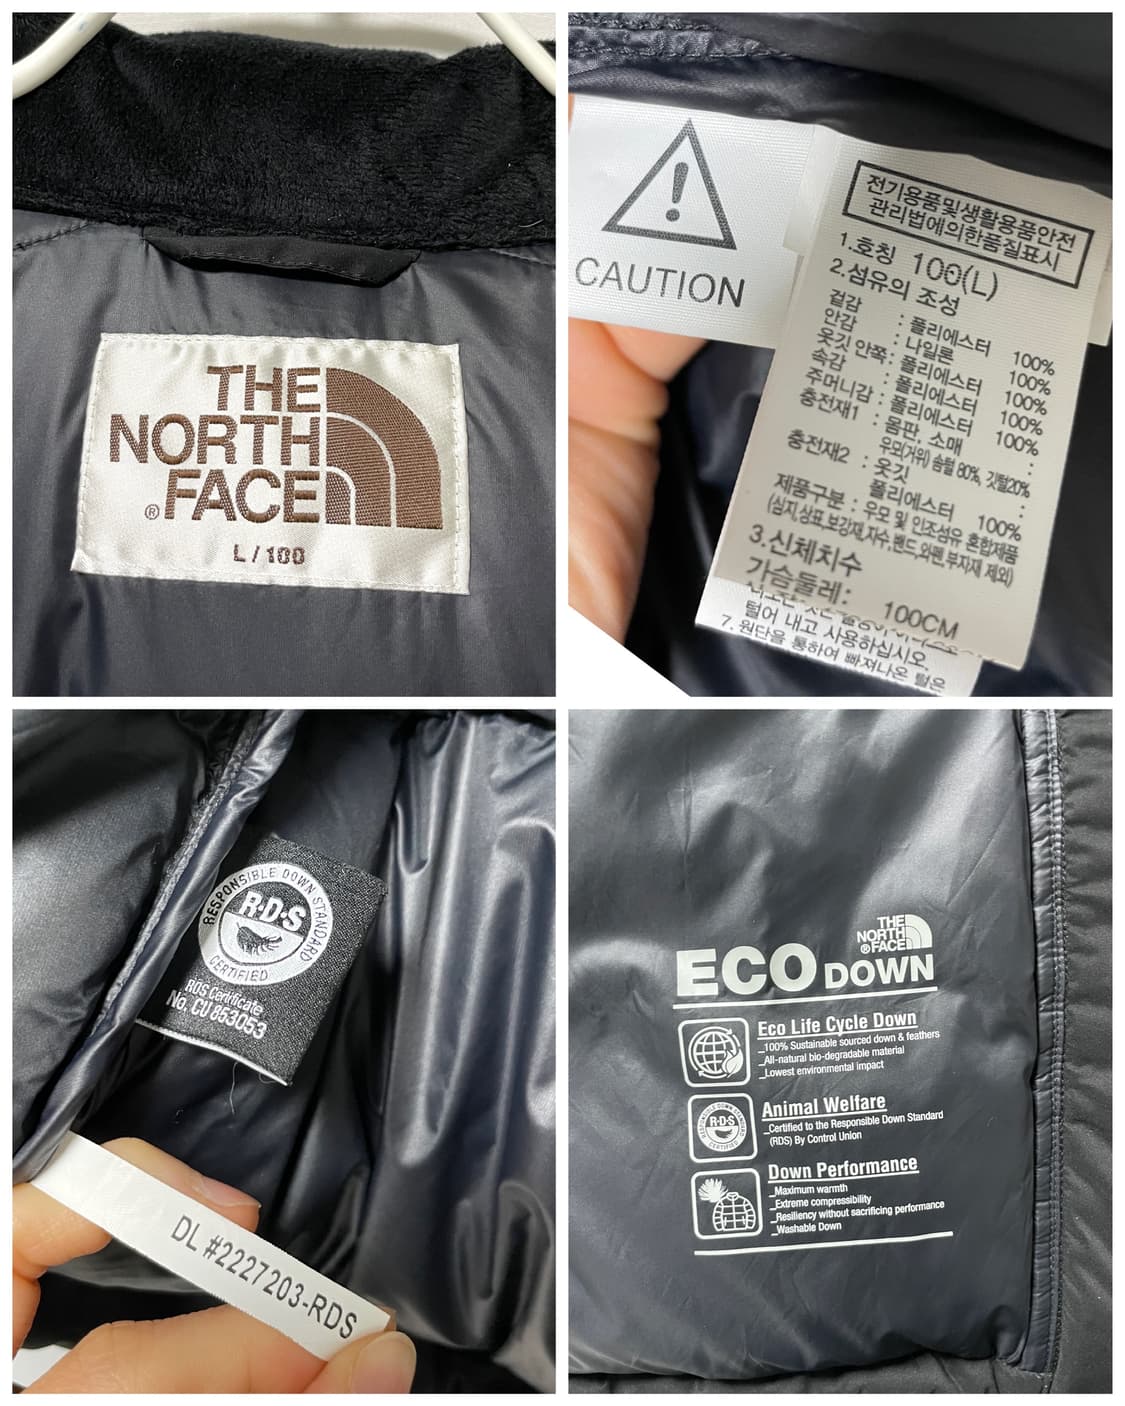 THE
NORTH
®FACE
L / 100
CAUTION
전기용품및생활용품안전
관리법에의한품질표시
1.호칭 100(L)
2.섬유의 조성
겉감 : 폴리에스터 100%
안감 : 나일론 100%
옷깃 안쪽: 폴리에스터 100%
속감 : 폴리에스터 100%
주머니감 : 폴리에스터 100%
충전재1 : 몸판, 소매 :
우모(거위) 솜털 80%, 깃털20%
충전재2 : 옷깃 :
폴리에스터 100%
제품구분 : 우모 및 인조섬유 혼합제품
(심지,상표,보강재,자수,밴드,와펜,부자재 제외)
3.신체치수
가슴둘레: 100CM
털어 내고 사용하십시오.
7. 원단을 통하여 빠져나온 털은
RESPONSIBLE DOWN STANDARD
R·D·S
CERTIFIED
RDS Certificate
No. CU 853053
DL #2227203-RDS
THE
NORTH
®FACE
ECO DOWN
Eco Life Cycle Down
_100% Sustainable sourced down & feathers
_All-natural bio-degradable material
_Lowest environmental impact
R·D·S
CERTIFIED
Animal Welfare
_Certified to the Responsible Down Standard
(RDS) By Control Union
Down Performance
_Maximum warmth
_Extreme compressibility
_Resiliency without sacrificing performance
_Washable Down